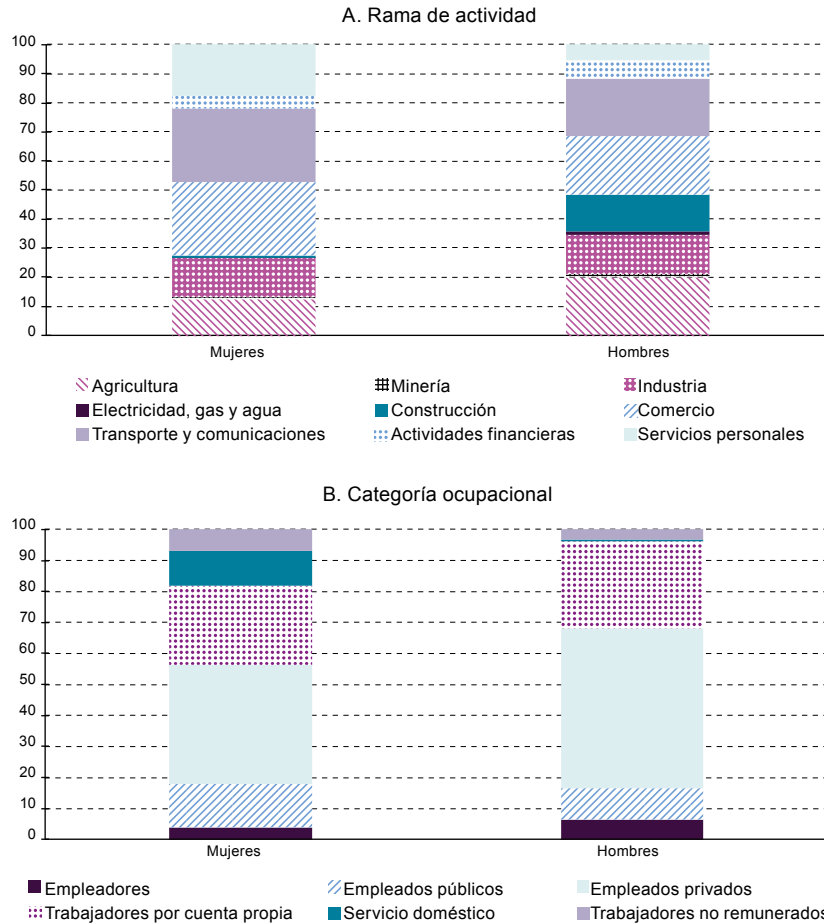 A. Rama de actividad
100
90
80
70
60
50
40
30
20
10
0
Mujeres Hombres
Agricultura Minería Industria
Electricidad, gas y agua Construcción Comercio
Transporte y comunicaciones Actividades financieras Servicios personales
B. Categoría ocupacional
100
90
80
70
60
50
40
30
20
10
0
Mujeres Hombres
Empleadores Empleados públicos Empleados privados
Trabajadores por cuenta propia Servicio doméstico Trabajadores no remunerados